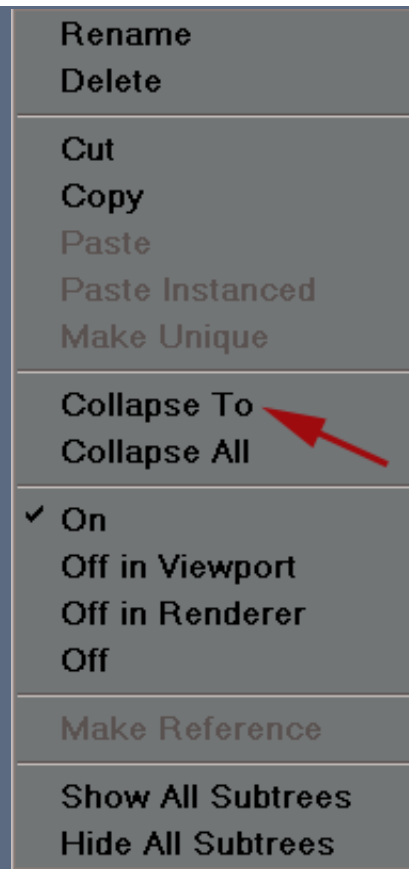 Rename
Delete
Cut
Copy
Paste
Paste Instanced
Make Unique
Collapse To
Collapse All
On
Off in Viewport
Off in Renderer
Off
Make Reference
Show All Subtrees
Hide All Subtrees